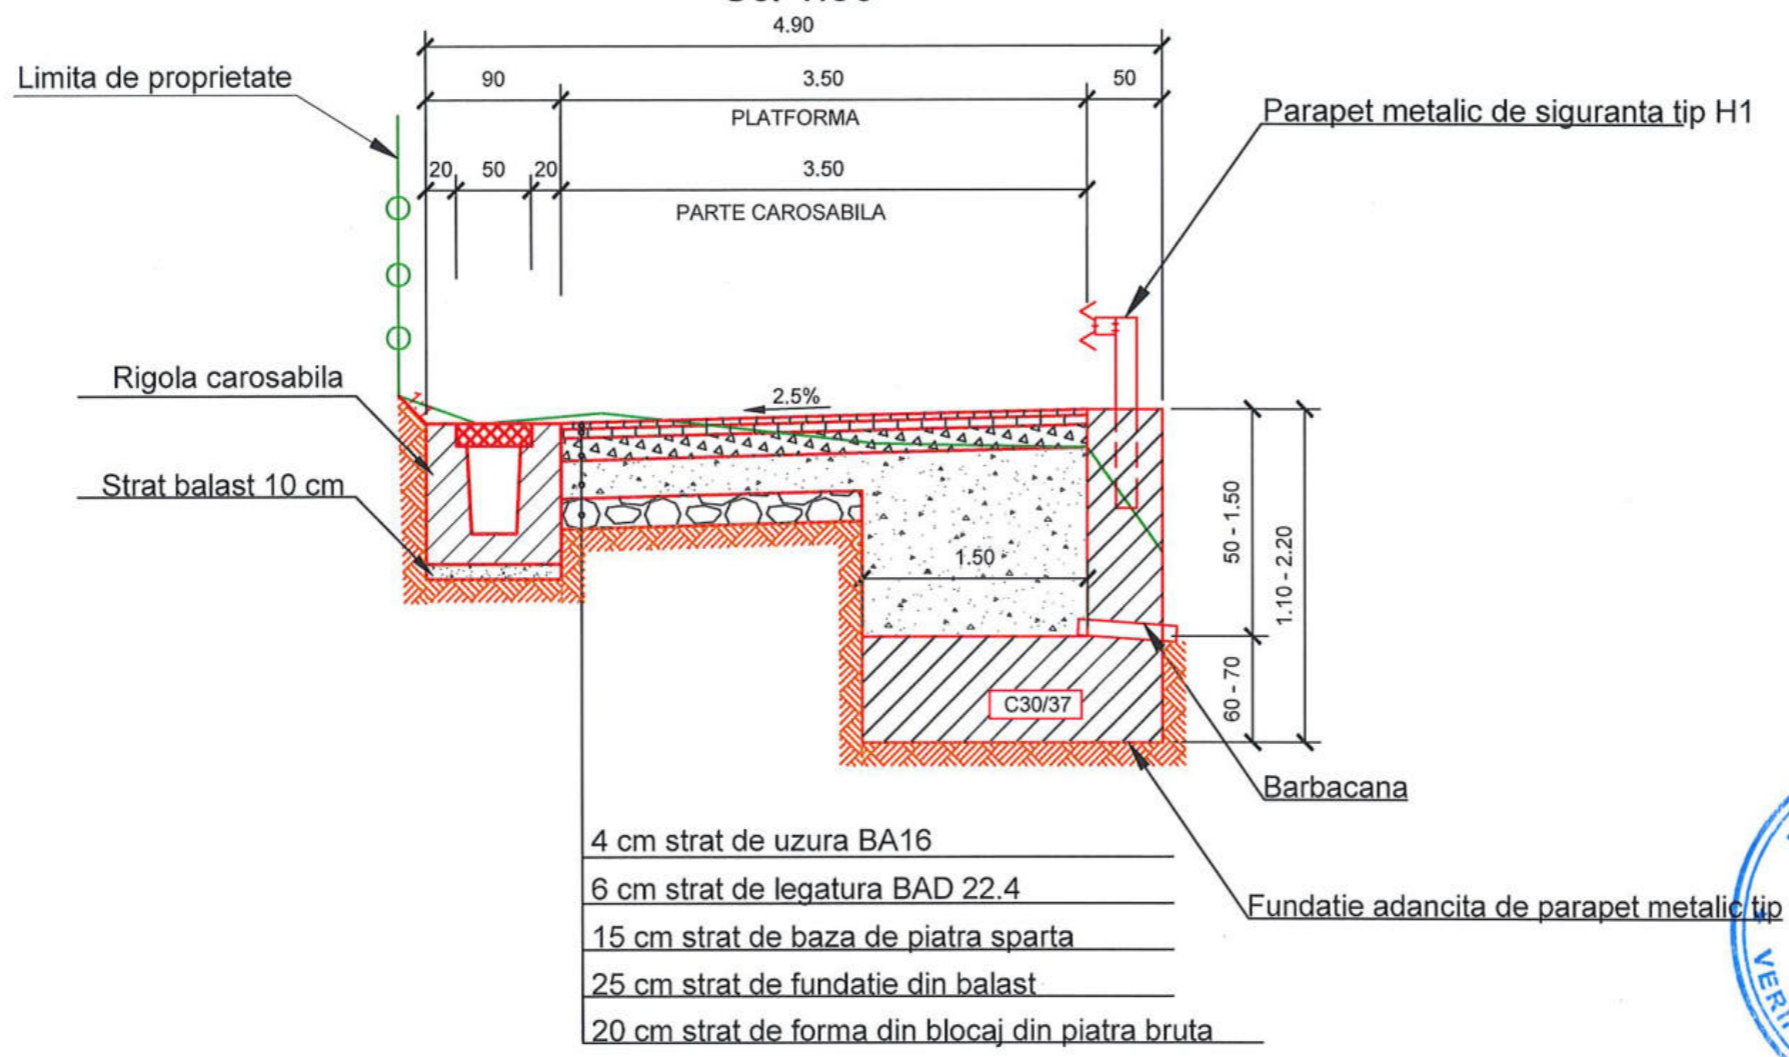 4.90
Limita de proprietate
90
3.50
50
PLATFORMA
Parapet metalic de siguranta tip H1
20
50
20
3.50
PARTE CAROSABILA
Rigola carosabila
2.5%
Strat balast 10 cm
1.50
50 - 1.50
1.10 - 2.20
60 - 70
C30/37
Barbacana
4 cm strat de uzura BA16
6 cm strat de legatura BAD 22.4
15 cm strat de baza de piatra sparta
25 cm strat de fundatie din balast
20 cm strat de forma din blocaj din piatra bruta
Fundatie adancita de parapet metalic tip